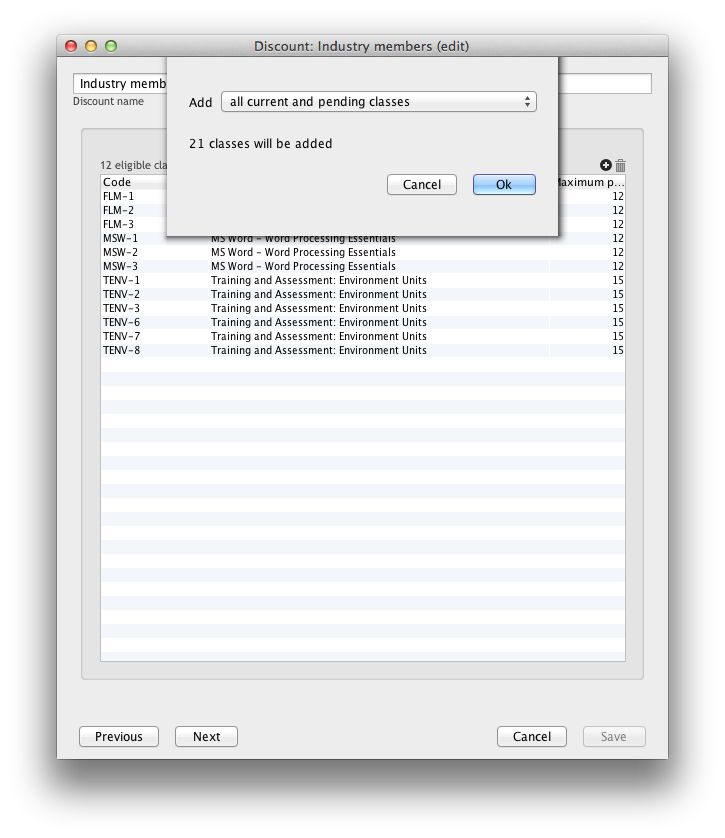 Discount: Industry members (edit)
Industry memb
Discount name
Add all current and pending classes
21 classes will be added
Cancel Ok
12 eligible cla
Code Maximum p...
FLM-1 12
FLM-2 12
FLM-3 12
MSW-1 MS Word - Word Processing Essentials 12
MSW-2 MS Word - Word Processing Essentials 12
MSW-3 MS Word - Word Processing Essentials 12
TENV-1 Training and Assessment: Environment Units 15
TENV-2 Training and Assessment: Environment Units 15
TENV-3 Training and Assessment: Environment Units 15
TENV-6 Training and Assessment: Environment Units 15
TENV-7 Training and Assessment: Environment Units 15
TENV-8 Training and Assessment: Environment Units 15
Previous Next Cancel Save